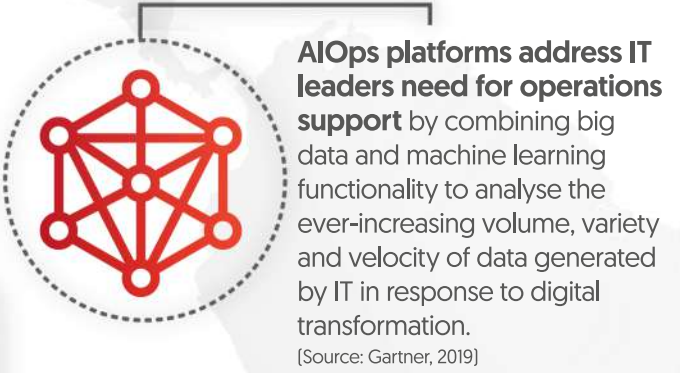 AIOps platforms address IT
leaders need for operations
support by combining big
data and machine learning
functionality to analyse the
ever-increasing volume, variety
and velocity of data generated
by IT in response to digital
transformation.
(Source: Gartner, 2019)